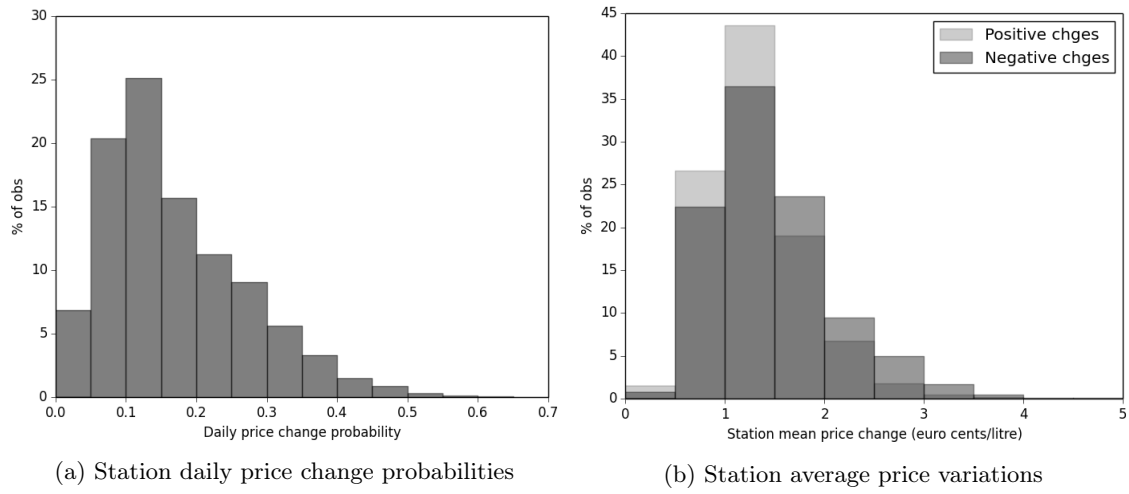 30
25
20
15
10
5
0
% of obs
0.0 0.1 0.2 0.3 0.4 0.5 0.6 0.7
Daily price change probability
(a) Station daily price change probabilities
45
40
35
30
25
20
15
10
5
0
% of obs
Positive chges
Negative chges
0 1 2 3 4 5
Station mean price change (euro cents/litre)
(b) Station average price variations